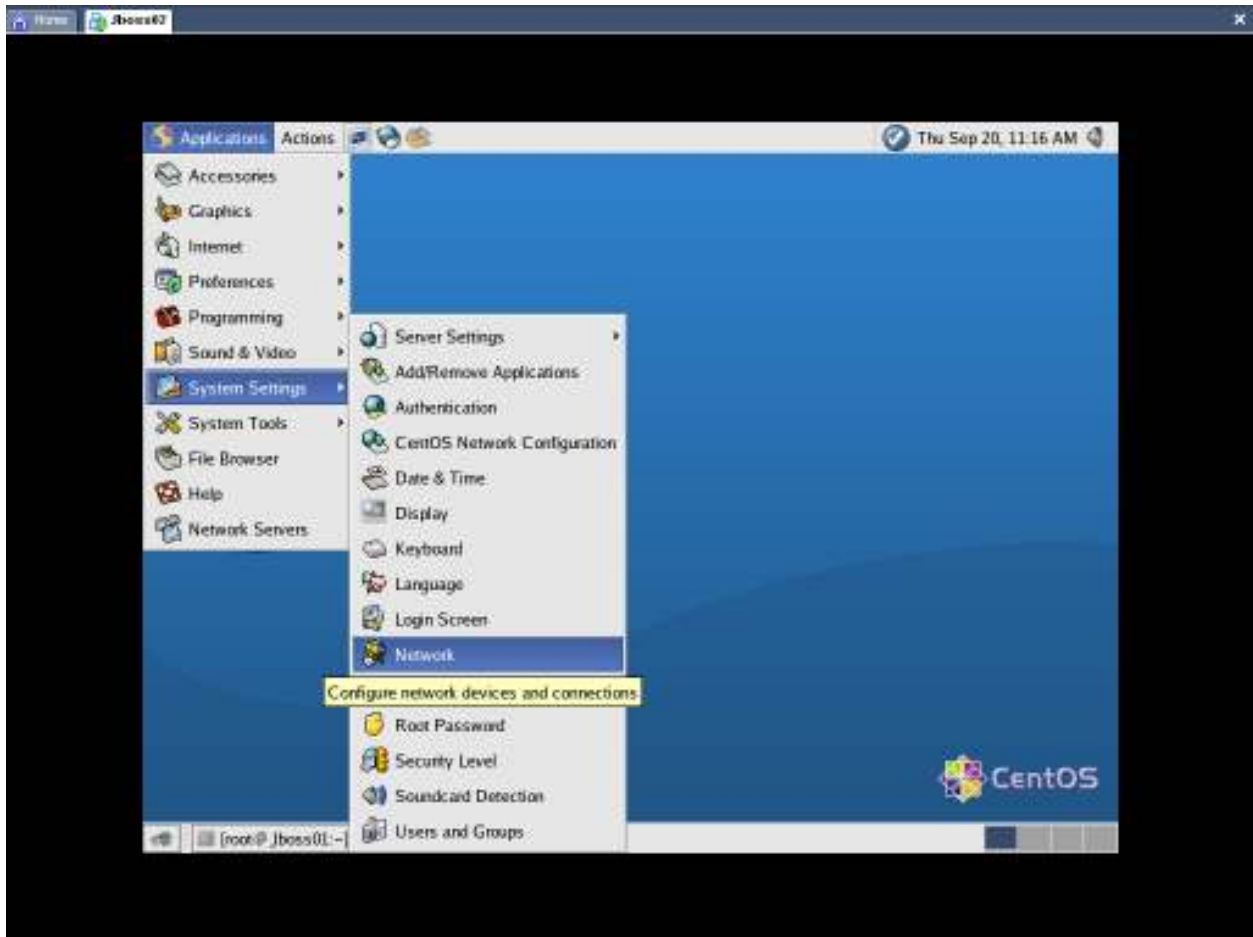 Home Jboss02
Applications Actions Thu Sep 20, 11:16 AM
Accessories
Graphics
Internet
Preferences
Programming
Sound & Video
System Settings
System Tools
File Browser
Help
Network Servers
Server Settings
Add/Remove Applications
Authentication
CentOS Network Configuration
Date & Time
Display
Keyboard
Language
Login Screen
Network
Configure network devices and connections
Root Password
Security Level
Soundcard Detection
Users and Groups
CentOS
[root@Jboss01:~]